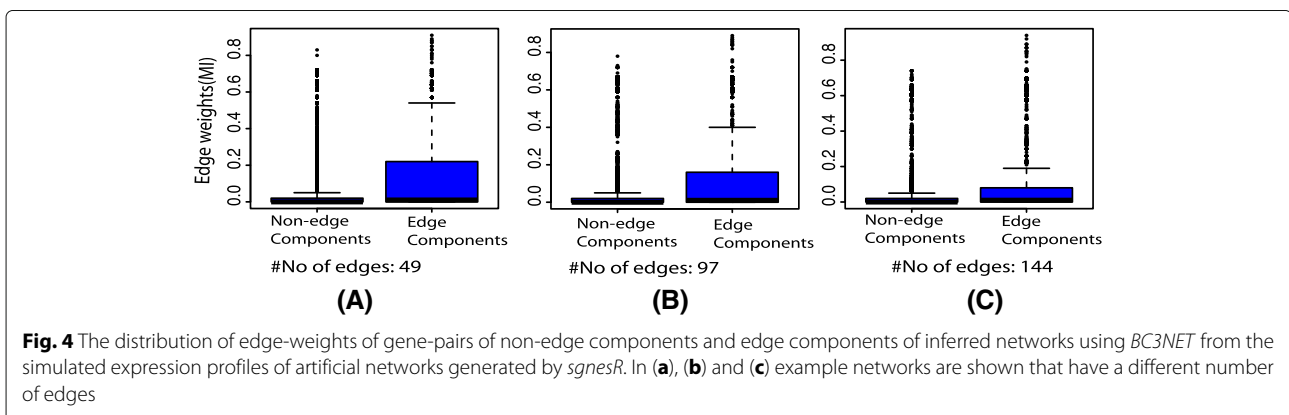 Edge weights(MI)
0.0 0.2 0.4 0.6 0.8
Non-edge Components
Edge Components
#No of edges: 49
(A)
0.0 0.2 0.4 0.6 0.8
Non-edge Components
Edge Components
#No of edges: 97
(B)
0.0 0.2 0.4 0.6 0.8
Non-edge Components
Edge Components
#No of edges: 144
(C)
Fig. 4 The distribution of edge-weights of gene-pairs of non-edge components and edge components of inferred networks using BC3NET from the
simulated expression profiles of artificial networks generated by sgnesR. In (a), (b) and (c) example networks are shown that have a different number
of edges